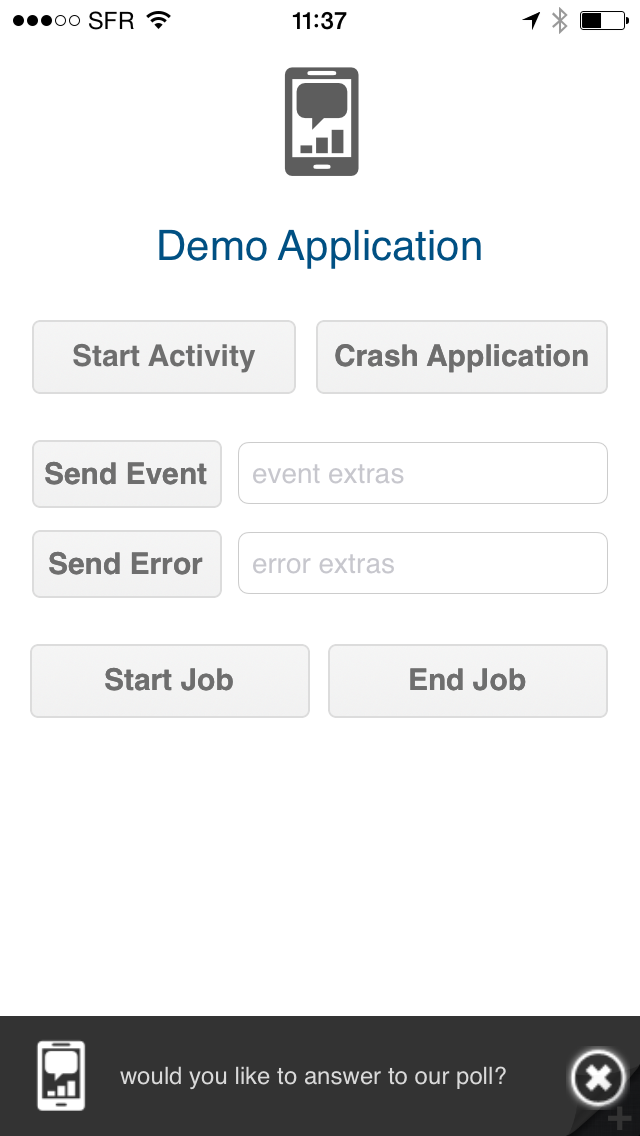 SFR 11:37
Demo Application
Start Activity Crash Application
Send Event event extras
Send Error error extras
Start Job End Job
would you like to answer to our poll?